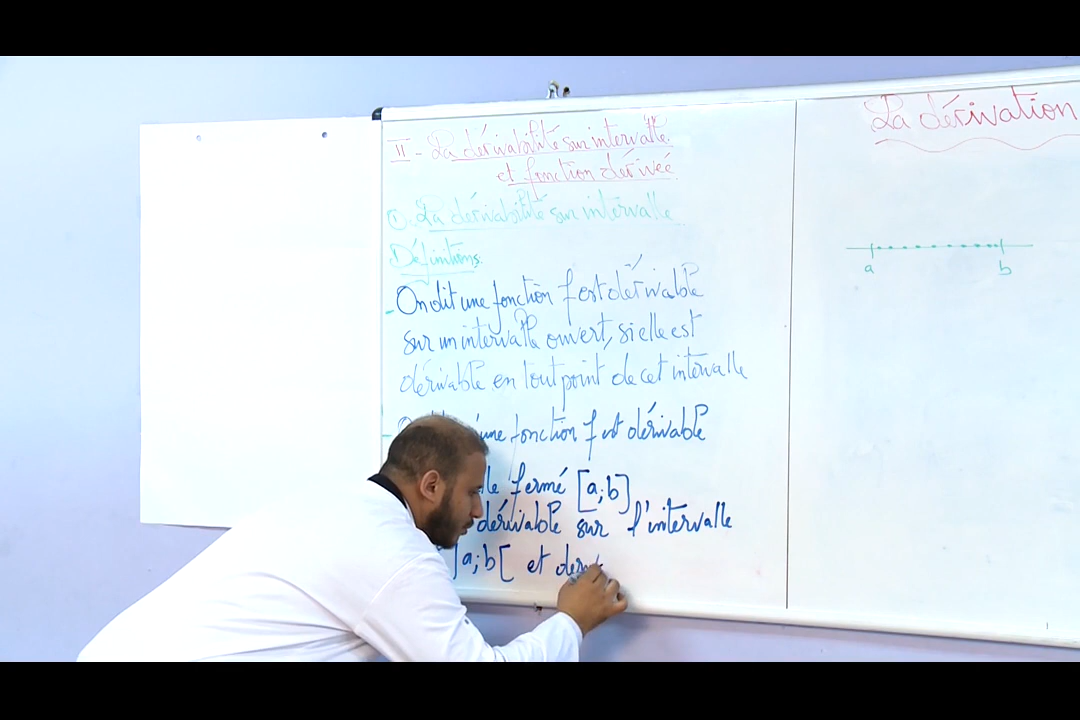 II - La dérivabilité sur intervalle
et fonction dérivée
① La dérivabilité sur intervalle
Définitions:
- On dit une fonction f est dérivable
sur un intervalle ouvert, si elle est
dérivable en tout point de cet intervalle
- une fonction f est dérivable
fermé [a;b]
dérivable sur l'intervalle
]a;b[ et
La dérivation
a b